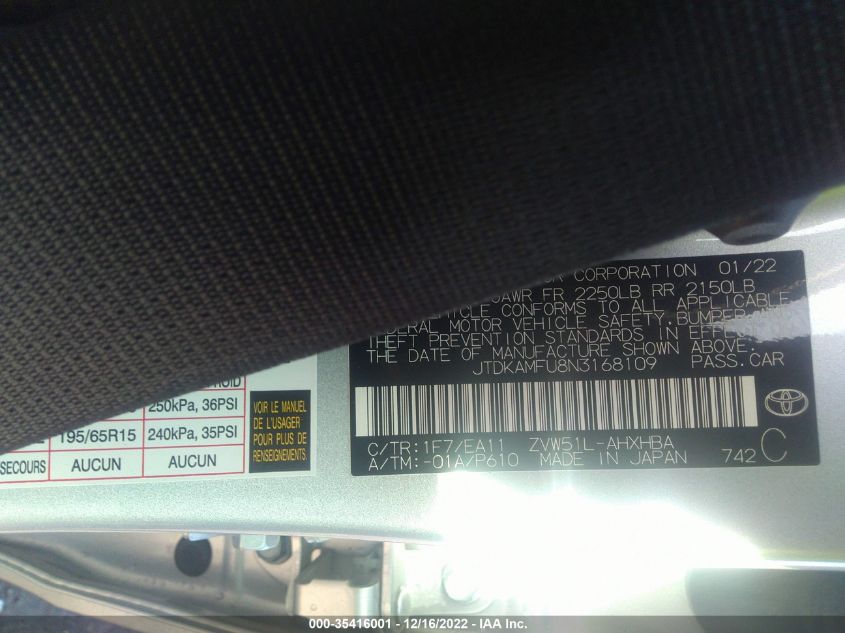 CORPORATION 01/22
GAWR FR 2250LB RR 2150LB
VEHICLE CONFORMS TO ALL APPLICABLE
FEDERAL MOTOR VEHICLE SAFETY, BUMPER
THEFT PREVENTION STANDARDS IN EFFECT
THE DATE OF MANUFACTURE SHOWN ABOVE.
JTDKAMFU8N3168109 PASS.CAR
C/TR:1F7/EA11 ZVW51L-AHXHBA
A/TM:-01A/P610 MADE IN JAPAN 742 C
250kPa, 36PSI
195/65R15 240kPa, 35PSI
SECOURS AUCUN AUCUN
VOIR LE MANUEL
DE L'USAGER
POUR PLUS DE
RENSEIGNEMENTS
000-35416001 - 12/16/2022 - IAA Inc.